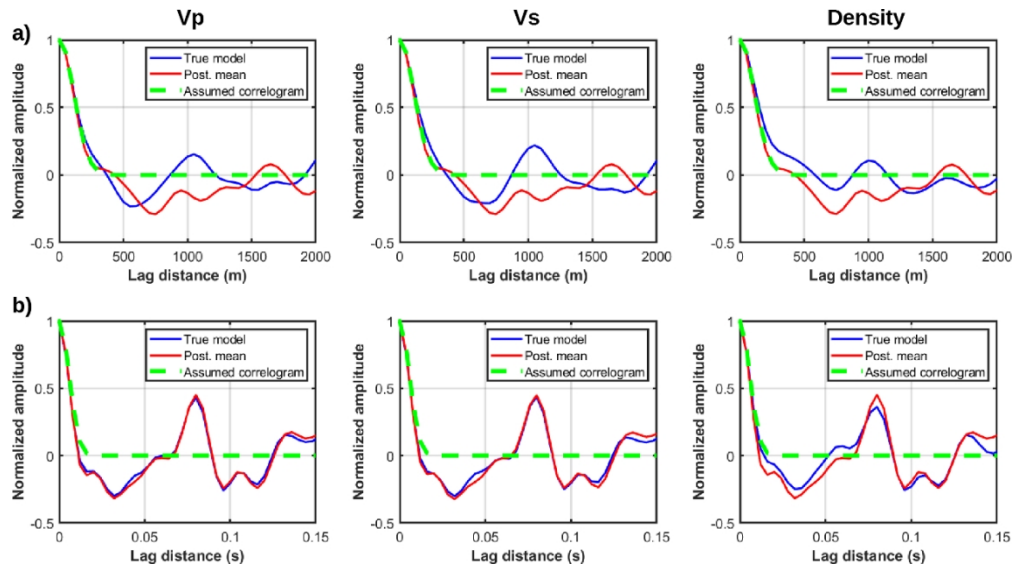 Vp Vs Density
a)
1 1 1
True model True model True model
Post. mean Post. mean Post. mean
Assumed correlogram Assumed correlogram Assumed correlogram
0.5 0.5 0.5
Normalized amplitude Normalized amplitude Normalized amplitude
0 0 0
-0.5 -0.5 -0.5
0 500 1000 1500 2000 0 500 1000 1500 2000 0 500 1000 1500 2000
Lag distance (m) Lag distance (m) Lag distance (m)
b)
1 1 1
True model True model True model
Post. mean Post. mean Post. mean
Assumed correlogram Assumed correlogram Assumed correlogram
0.5 0.5 0.5
Normalized amplitude Normalized amplitude Normalized amplitude
0 0 0
-0.5 -0.5 -0.5
0 0.05 0.1 0.15 0 0.05 0.1 0.15 0 0.05 0.1 0.15
Lag distance (s) Lag distance (s) Lag distance (s)